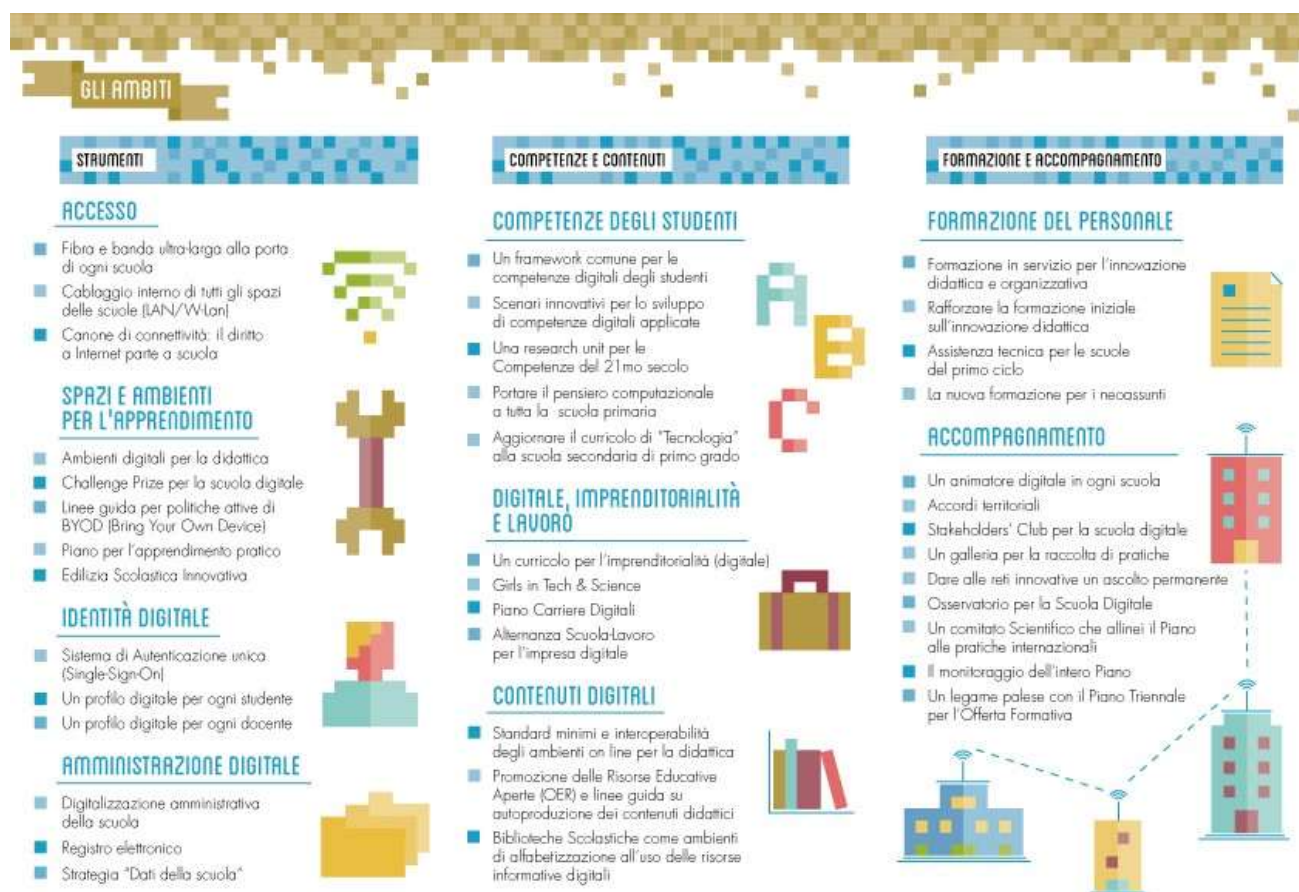 GLI AMBITI
STRUMENTI
ACCESSO
Fibra e banda ultra-larga alla porta
di ogni scuola
Cablaggio interno di tutti gli spazi
delle scuole (LAN/W-Lan)
Canone di connettività: il diritto
a Internet parte a scuola
SPAZI E AMBIENTI
PER L'APPRENDIMENTO
Ambienti digitali per la didattica
Challenge Prize per la scuola digitale
Linee guida per politiche attive di
BYOD (Bring Your Own Device)
Piano per l'apprendimento pratico
Edilizia Scolastica Innovativa
IDENTITÀ DIGITALE
Sistema di Autenticazione unica
(Single-Sign-On)
Un profilo digitale per ogni studente
Un profilo digitale per ogni docente
AMMINISTRAZIONE DIGITALE
Digitalizzazione amministrativa
della scuola
Registro elettronico
Strategia "Dati della scuola"
COMPETENZE E CONTENUTI
COMPETENZE DEGLI STUDENTI
Un framework comune per le
competenze digitali degli studenti
Scenari innovativi per lo sviluppo
di competenze digitali applicate
Una research unit per le
Competenze del 21mo secolo
Portare il pensiero computazionale
a tutta la scuola primaria
Aggiornare il curricolo di "Tecnologia"
alla scuola secondaria di primo grado
A
B
C
DIGITALE, IMPRENDITORIALITÀ
E LAVORO
Un curricolo per l'imprenditorialità (digitale)
Girls in Tech & Science
Piano Carriere Digitali
Alternanza Scuola-Lavoro
per l'impresa digitale
CONTENUTI DIGITALI
Standard minimi e interoperabilità
degli ambienti on line per la didattica
Promozione delle Risorse Educative
Aperte (OER) e linee guida su
autoproduzione dei contenuti didattici
Biblioteche Scolastiche come ambienti
di alfabetizzazione all'uso delle risorse
informative digitali
FORMAZIONE E ACCOMPAGNAMENTO
FORMAZIONE DEL PERSONALE
Formazione in servizio per l'innovazione
didattica e organizzativa
Rafforzare la formazione iniziale
sull'innovazione didattica
Assistenza tecnica per le scuole
del primo ciclo
La nuova formazione per i neoassunti
ACCOMPAGNAMENTO
Un animatore digitale in ogni scuola
Accordi territoriali
Stakeholders' Club per la scuola digitale
Un galleria per la raccolta di pratiche
Dare alle reti innovative un ascolto permanente
Osservatorio per la Scuola Digitale
Un comitato Scientifico che allinei il Piano
alle pratiche internazionali
Il monitoraggio dell'intero Piano
Un legame palese con il Piano Triennale
per l'Offerta Formativa